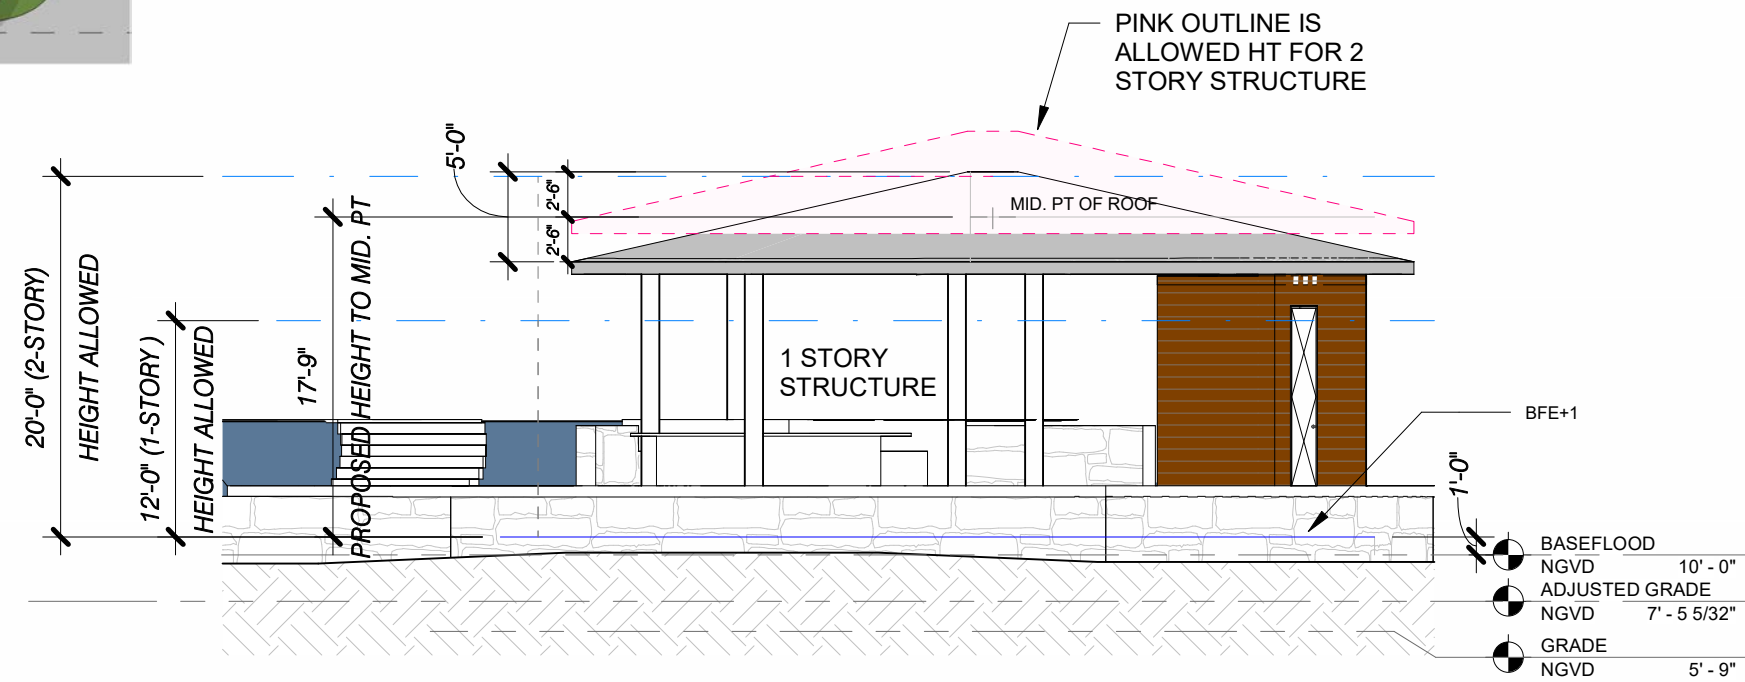 PINK OUTLINE IS
ALLOWED HT FOR 2
STORY STRUCTURE
5'-0"
2'-6"
2'-6"
MID. PT OF ROOF
20'-0" (2-STORY)
HEIGHT ALLOWED
12'-0" (1-STORY )
HEIGHT ALLOWED
17'-9"
PROPOSED HEIGHT TO MID. PT
1 STORY
STRUCTURE
BFE+1
1'-0"
BASEFLOOD
NGVD 10' - 0"
ADJUSTED GRADE
NGVD 7' - 5 5/32"
GRADE
NGVD 5' - 9"